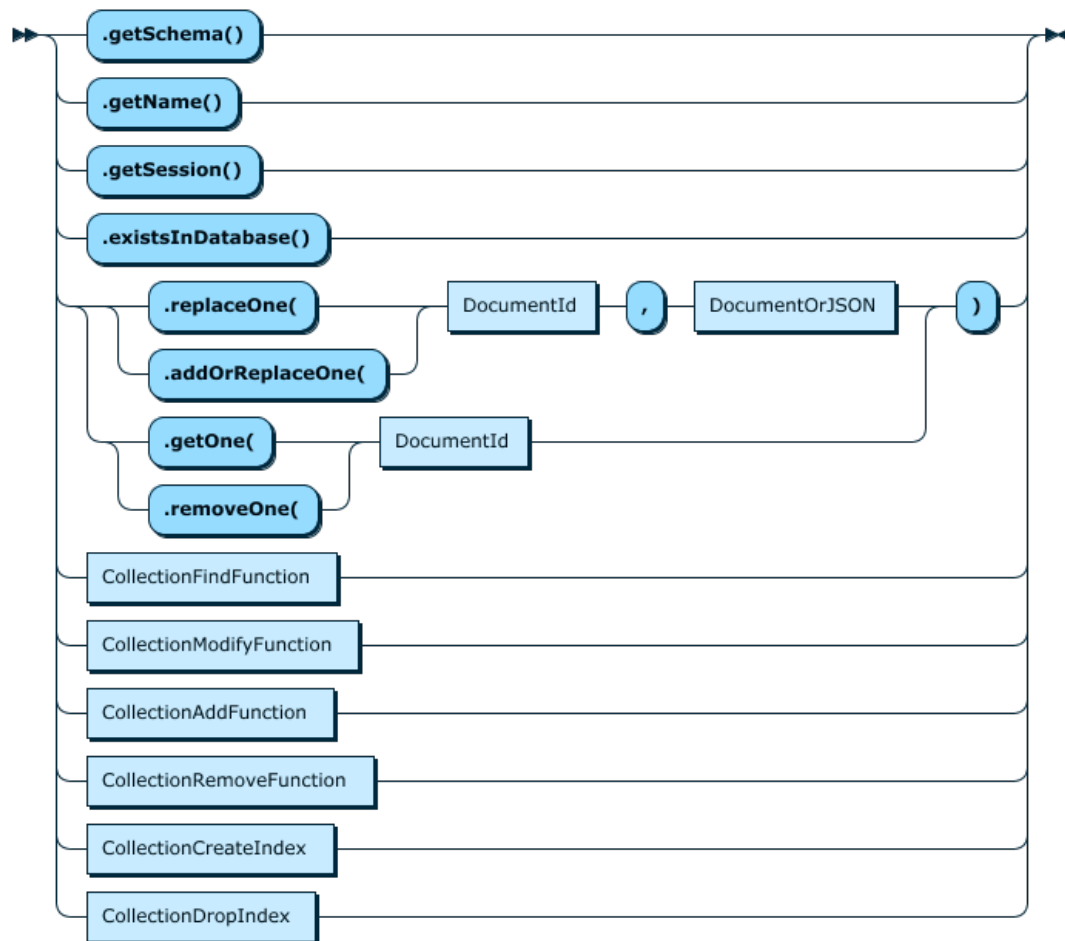 .getSchema()
.getName()
.getSession()
.existsInDatabase()
.replaceOne( DocumentId , DocumentOrJSON )
.addOrReplaceOne(
.getOne( DocumentId
.removeOne(
CollectionFindFunction
CollectionModifyFunction
CollectionAddFunction
CollectionRemoveFunction
CollectionCreateIndex
CollectionDropIndex